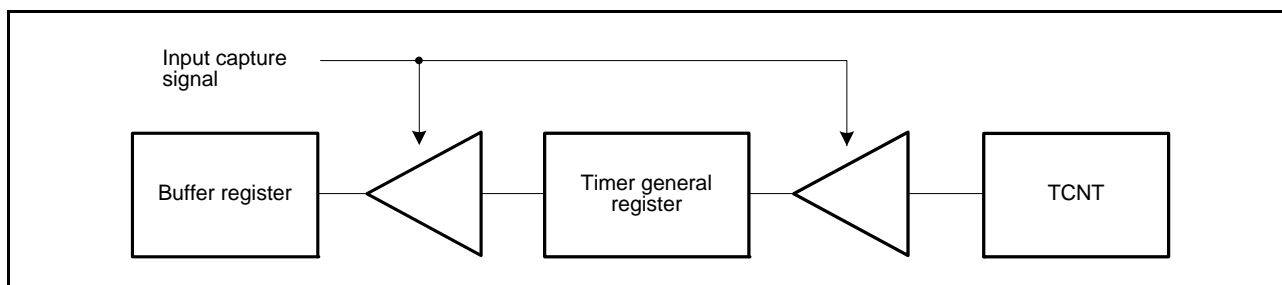 Input capture
signal
Buffer register
Timer general
register
TCNT